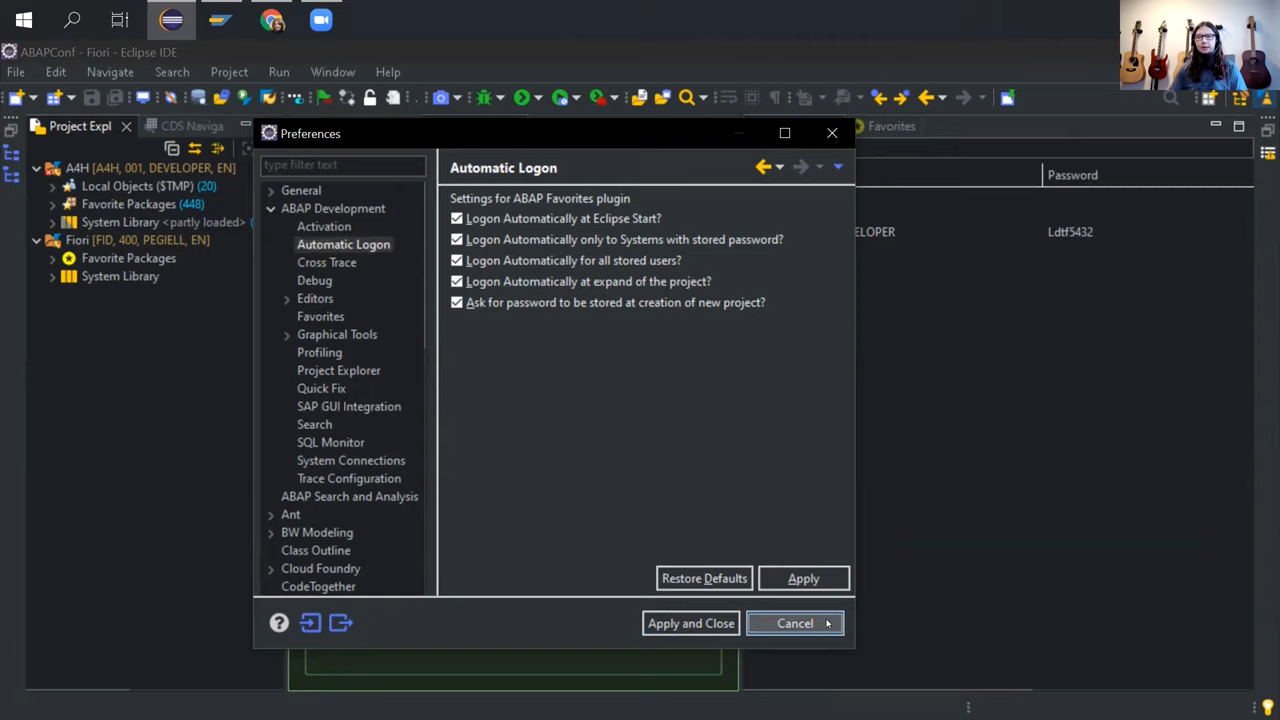 ABAPConf - Fiori - Eclipse IDE
File Edit Navigate Search Project Run Window Help
Project Expl
CDS Naviga
Favorites
A4H [A4H, 001, DEVELOPER, EN]
Local Objects ($TMP) (20)
Favorite Packages (448)
System Library <partly loaded> (
Fiori [FID, 400, PEGIELL, EN]
Favorite Packages
System Library
Preferences
type filter text
General
ABAP Development
Activation
Automatic Logon
Cross Trace
Debug
Editors
Favorites
Graphical Tools
Profiling
Project Explorer
Quick Fix
SAP GUI Integration
Search
SQL Monitor
System Connections
Trace Configuration
ABAP Search and Analysis
Ant
BW Modeling
Class Outline
Cloud Foundry
CodeTogether
Automatic Logon
Settings for ABAP Favorites plugin
Logon Automatically at Eclipse Start?
Logon Automatically only to Systems with stored password?
Logon Automatically for all stored users?
Logon Automatically at expand of the project?
Ask for password to be stored at creation of new project?
Restore Defaults
Apply
Apply and Close
Cancel
Password
ELOPER
Ldtf5432